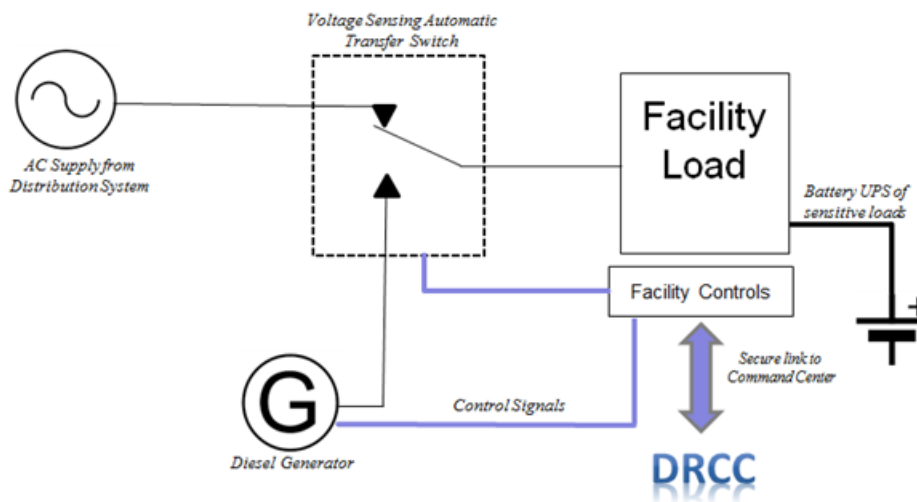 Voltage Sensing Automatic
Transfer Switch
AC Supply from
Distribution System
Facility
Load
Battery UPS of
sensitive loads
+
Facility Controls
Secure link to
Command Center
G
Control Signals
Diesel Generator
DRCC